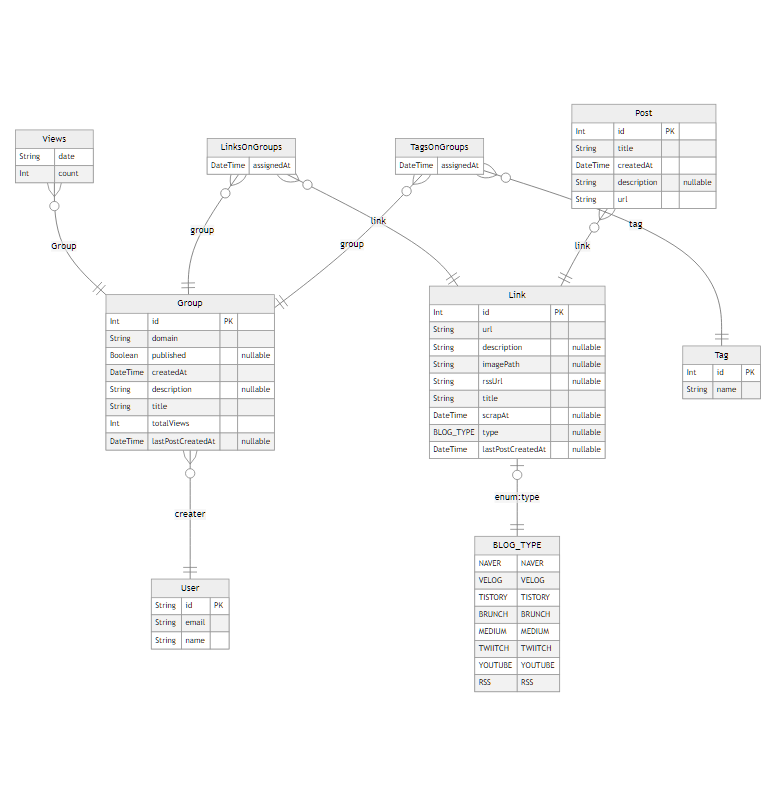 Views
String date
Int count
LinksOnGroups
DateTime assignedAt
TagsOnGroups
DateTime assignedAt
Post
Int id PK
String title
DateTime createdAt
String description nullable
String url
Group
group
link
group
link
tag
Group
Int id PK
String domain
Boolean published nullable
DateTime createdAt
String description nullable
String title
Int totalViews
DateTime lastPostCreatedAt nullable
Link
Int id PK
String url
String description nullable
String imagePath nullable
String rssUrl nullable
String title
DateTime scrapAt nullable
BLOG_TYPE type nullable
DateTime lastPostCreatedAt nullable
Tag
Int id PK
String name
creater
enum:type
User
String id PK
String email
String name
BLOG_TYPE
NAVER NAVER
VELOG VELOG
TISTORY TISTORY
BRUNCH BRUNCH
MEDIUM MEDIUM
TWIITCH TWIITCH
YOUTUBE YOUTUBE
RSS RSS